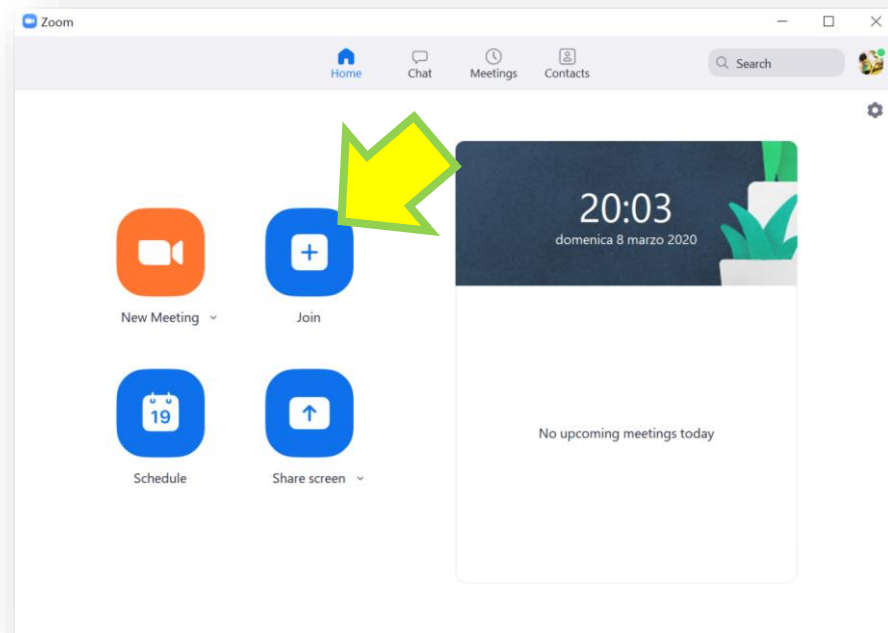 Zoom
Home
Chat
Meetings
Contacts
Search
20:03
domenica 8 marzo 2020
New Meeting
Join
19
Schedule
Share screen
No upcoming meetings today